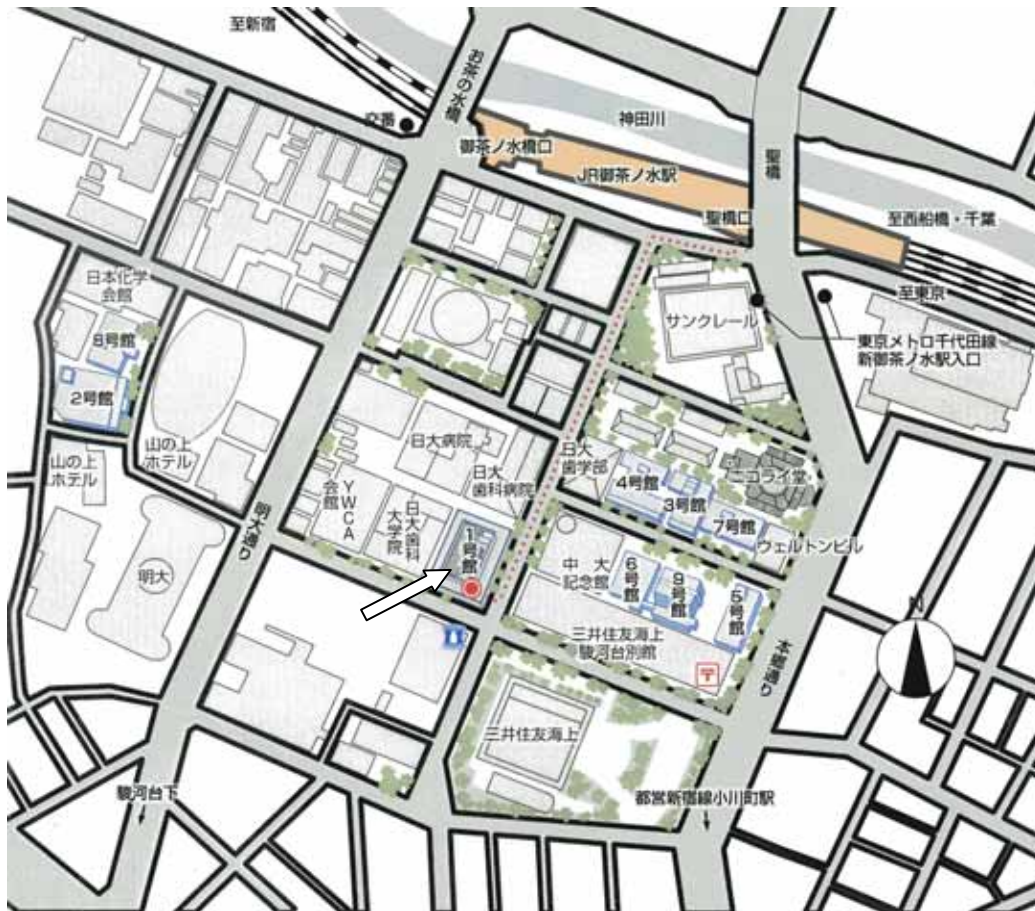 至新宿
お茶の水橋
交番
神田川
御茶ノ水橋口
JR御茶ノ水駅
聖橋
聖橋口
至西船橋・千葉
至東京
日本化学
会館
サンクレール
東京メトロ千代田線
新御茶ノ水駅入口
8号館
2号館
山の上
ホテル
山の上
ホテル
日大病院
日大
歯科病院
日大
歯学部
4号館
3号館
7号館
ニコライ堂
ヴェルトンビル
YWCA
会館
日大歯科
大学院
1号館
明大通り
明大
中大
記念館
6号館
9号館
5号館
三井住友海上
駿河台別館
〒
本郷通り
N
三井住友海上
駿河台下
都営新宿線小川町駅